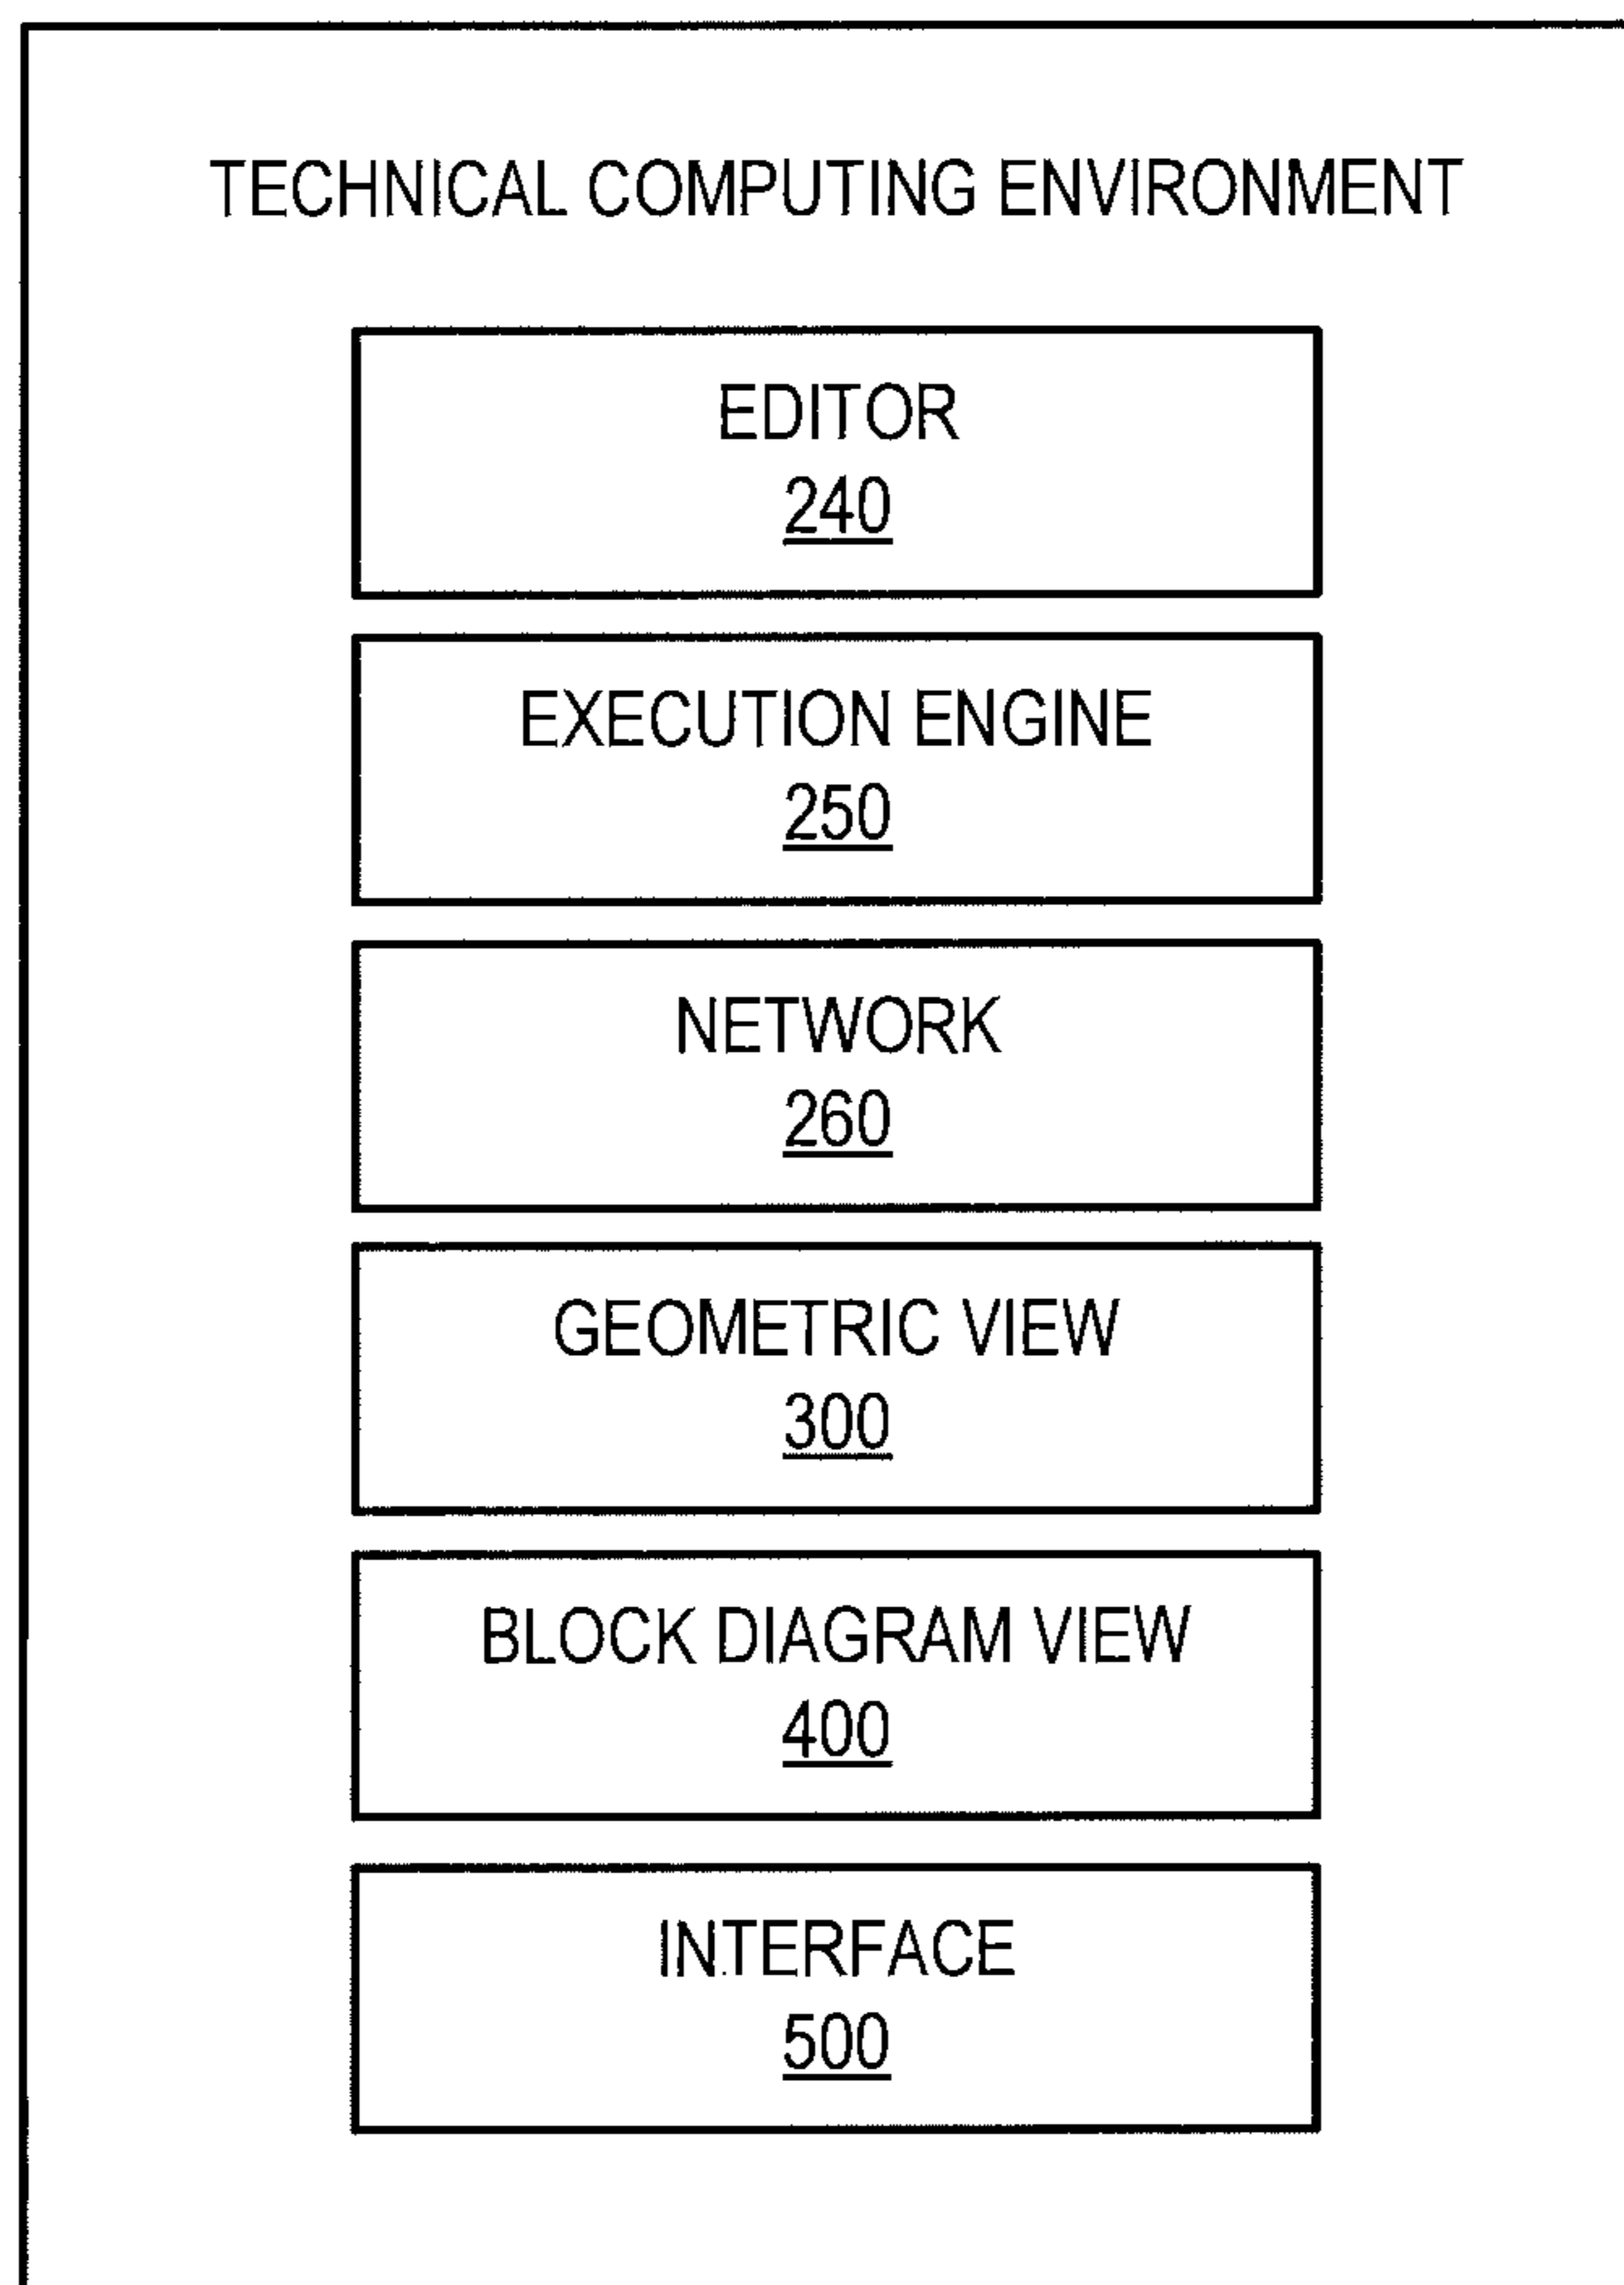 TECHNICAL COMPUTING ENVIRONMENT
EDITOR
240
EXECUTION ENGINE
250
NETWORK
260
GEOMETRIC VIEW
300
BLOCK DIAGRAM VIEW
400
INTERFACE
500